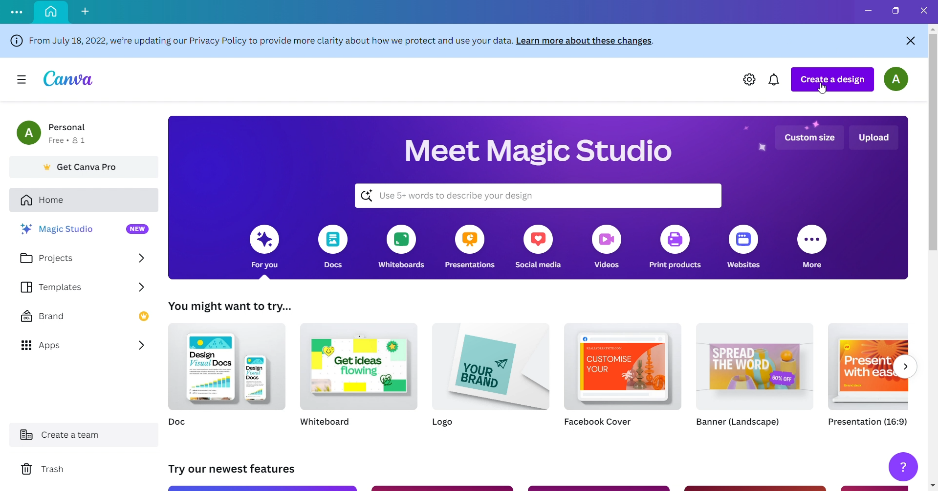 From July 18, 2022, we're updating our Privacy Policy to provide more clarity about how we protect and use your data. Learn more about these changes.
Canva
Create a design
A
A
Personal
Free • 1
Get Canva Pro
Home
Magic Studio
NEW
Projects
Templates
Brand
Apps
Create a team
Trash
Custom size
Upload
Meet Magic Studio
Use 5+ words to describe your design
For you
Docs
Whiteboards
Presentations
Social media
Videos
Print products
Websites
More
You might want to try...
Design
Visual Docs
Design
Visual Docs
Get ideas
flowing
YOUR
BRAND
CUSTOMISE
YOUR
SPREAD
THE WORD
50% OFF
Present
with ease
Doc
Whiteboard
Logo
Facebook Cover
Banner (Landscape)
Presentation (16:9)
Try our newest features
?